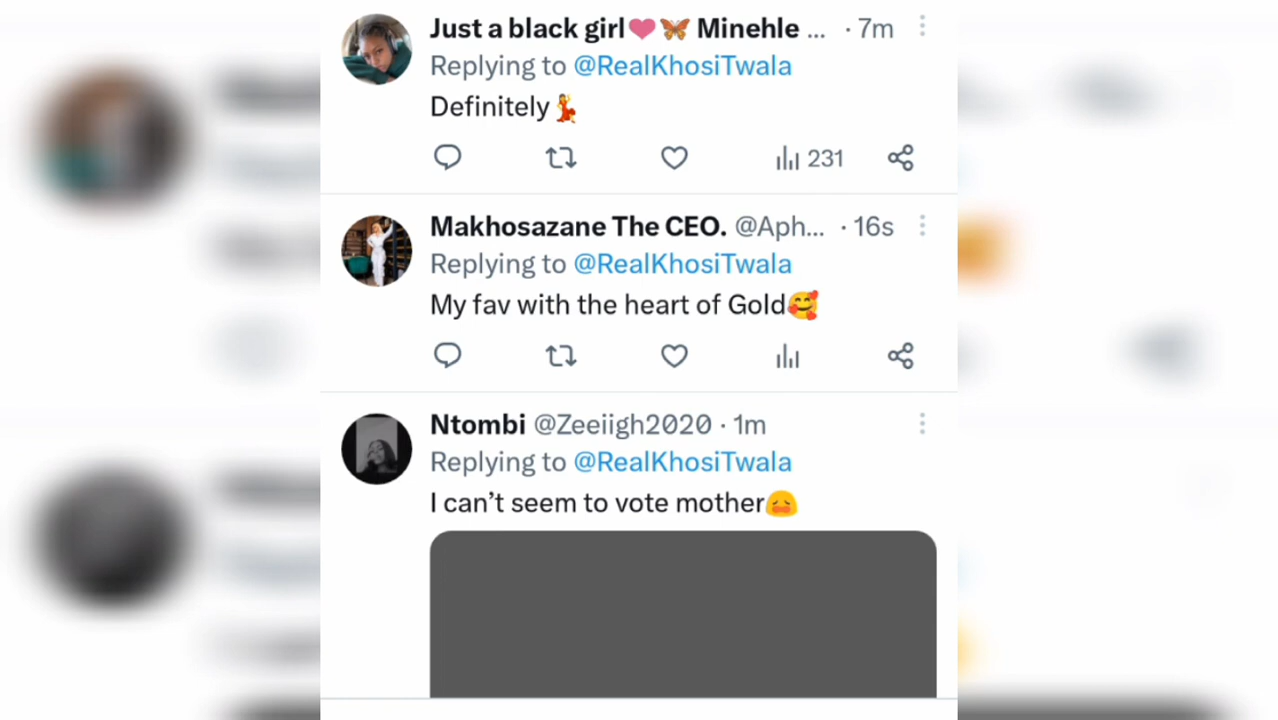 Just a black girl❤️🦋 Minehle ... · 7m
Replying to @RealKhosiTwala
Definitely💃
231
Makhosazane The CEO. @Aph... · 16s
Replying to @RealKhosiTwala
My fav with the heart of Gold🥰
Ntombi @Zeeiigh2020 · 1m
Replying to @RealKhosiTwala
I can’t seem to vote mother😩